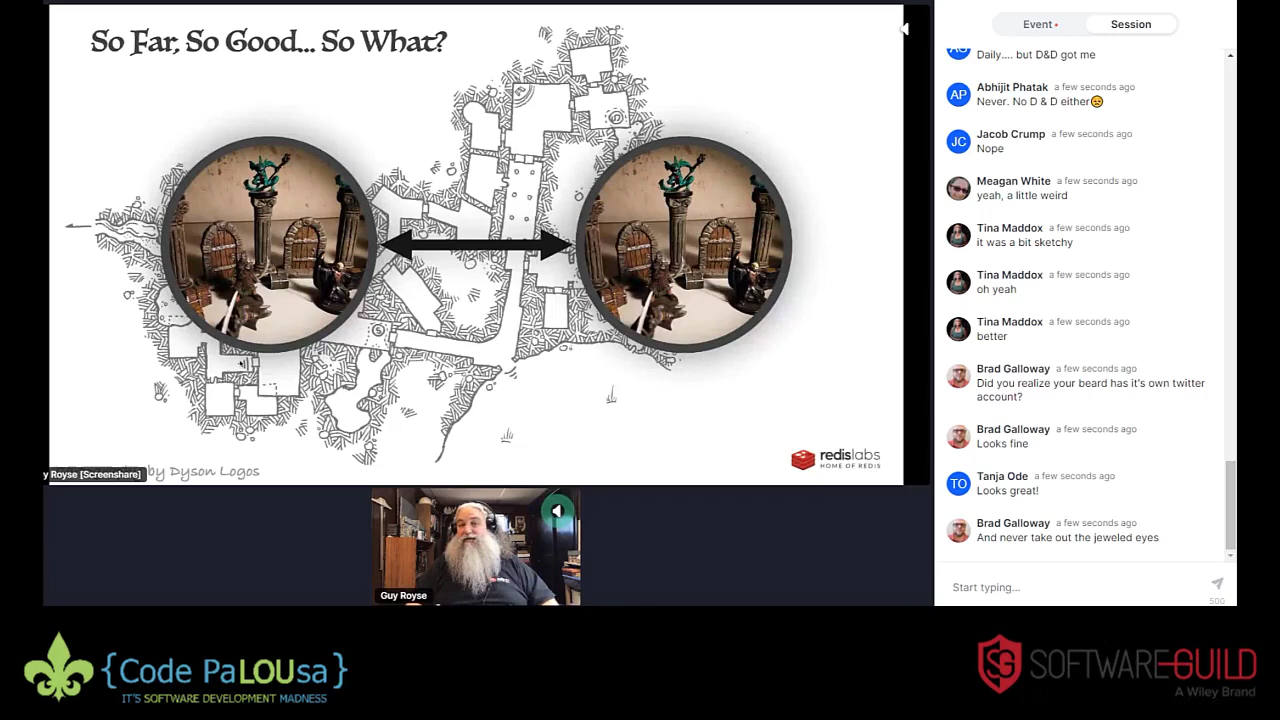 So Far, So Good... So What?
by Dyson Logos
y Royse [Screenshare]
redislabs
HOME OF REDIS
Guy Royse
Event
Session
Daily.... but D&D got me
AP
Abhijit Phatak a few seconds ago
Never. No D & D either😠
JC
Jacob Crump a few seconds ago
Nope
Meagan White a few seconds ago
yeah, a little weird
Tina Maddox a few seconds ago
it was a bit sketchy
Tina Maddox a few seconds ago
oh yeah
Tina Maddox a few seconds ago
better
Brad Galloway a few seconds ago
Did you realize your beard has it's own twitter
account?
Brad Galloway a few seconds ago
Looks fine
TO
Tanja Ode a few seconds ago
Looks great!
Brad Galloway a few seconds ago
And never take out the jeweled eyes
Start typing...
500
{Code PaLOUsa}
IT'S SOFTWARE DEVELOPMENT MADNESS
SG
SOFTWARE GUILD
A Wiley Brand